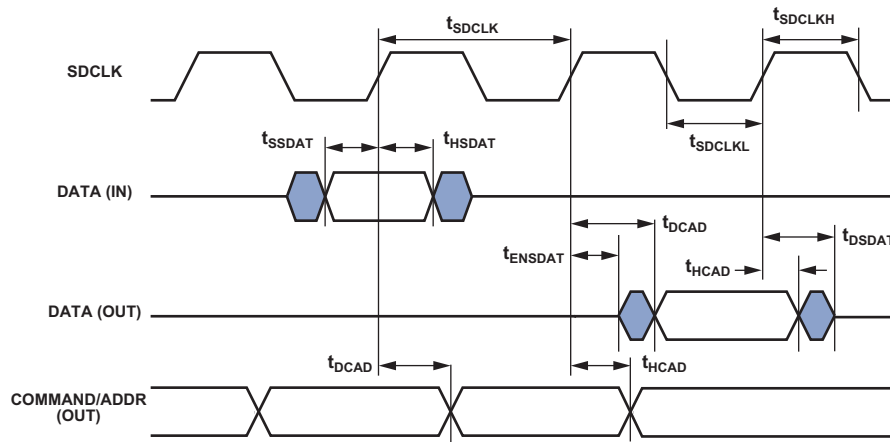 tSDCLK
tSDCLKH
SDCLK
tSSDAT
tHSDAT
tSDCLKL
DATA (IN)
tDCAD
tDSDAT
tENSDAT
tHCAD
DATA (OUT)
tDCAD
tHCAD
COMMAND/ADDR
(OUT)